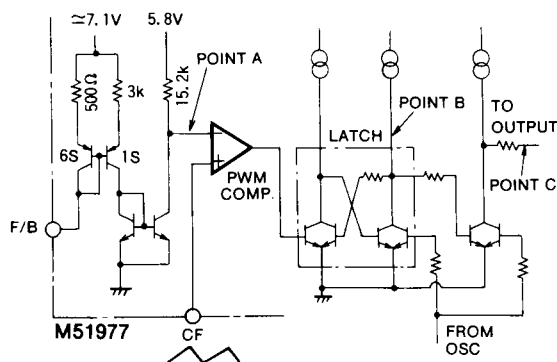 ≃7.1V
5.8V
500Ω
3k
15.2k
POINT A
6S
1S
F/B
PWM
COMP.
LATCH
POINT B
TO
OUTPUT
POINT C
M51977
CF
FROM
OSC